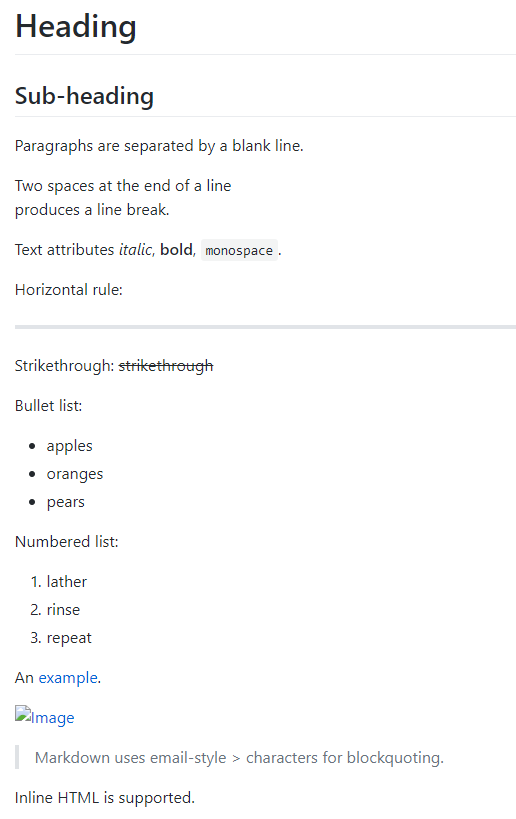 Heading
Sub-heading
Paragraphs are separated by a blank line.
Two spaces at the end of a line
produces a line break.
Text attributes italic, bold, monospace.
Horizontal rule:
Strikethrough: strikethrough
Bullet list:
• apples
• oranges
• pears
Numbered list:
1. lather
2. rinse
3. repeat
An example.
Image
Markdown uses email-style > characters for blockquoting.
Inline HTML is supported.